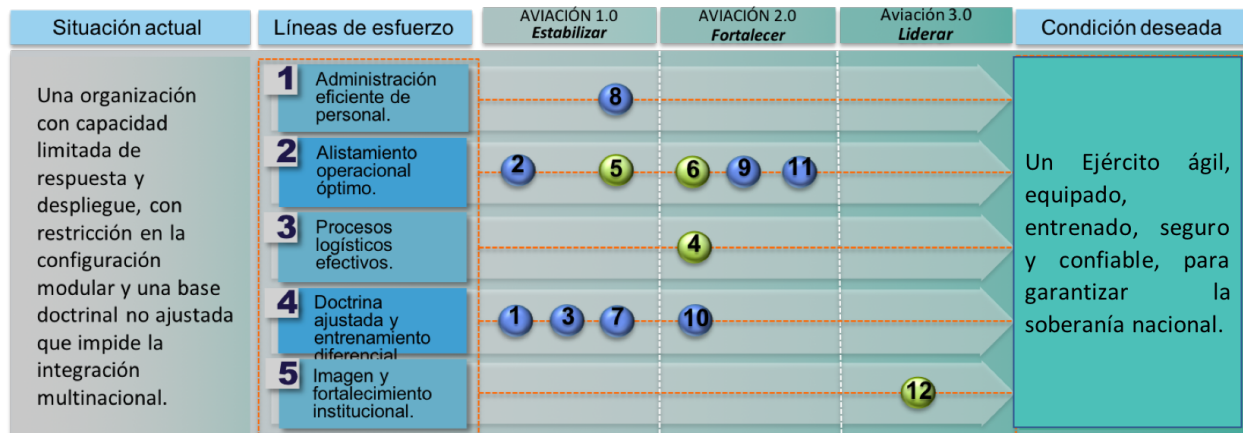 Situación actual
Líneas de esfuerzo
AVIACIÓN 1.0
Estabilizar
AVIACIÓN 2.0
Fortalecer
Aviación 3.0
Liderar
Condición deseada
Una organización
con capacidad
limitada de
respuesta y
despliegue, con
restricción en la
configuración
modular y una base
doctrinal no ajustada
que impide la
integración
multinacional.
1
Administración
eficiente de
personal.
8
2
Alistamiento
operacional
óptimo.
2 5 6 9 11
3
Procesos
logísticos
efectivos.
4
4
Doctrina
ajustada y
entrenamiento
diferencial
1 3 7 10
5
Imagen y
fortalecimiento
institucional.
12
Un Ejército ágil,
equipado,
entrenado, seguro
y confiable, para
garantizar la
soberanía nacional.